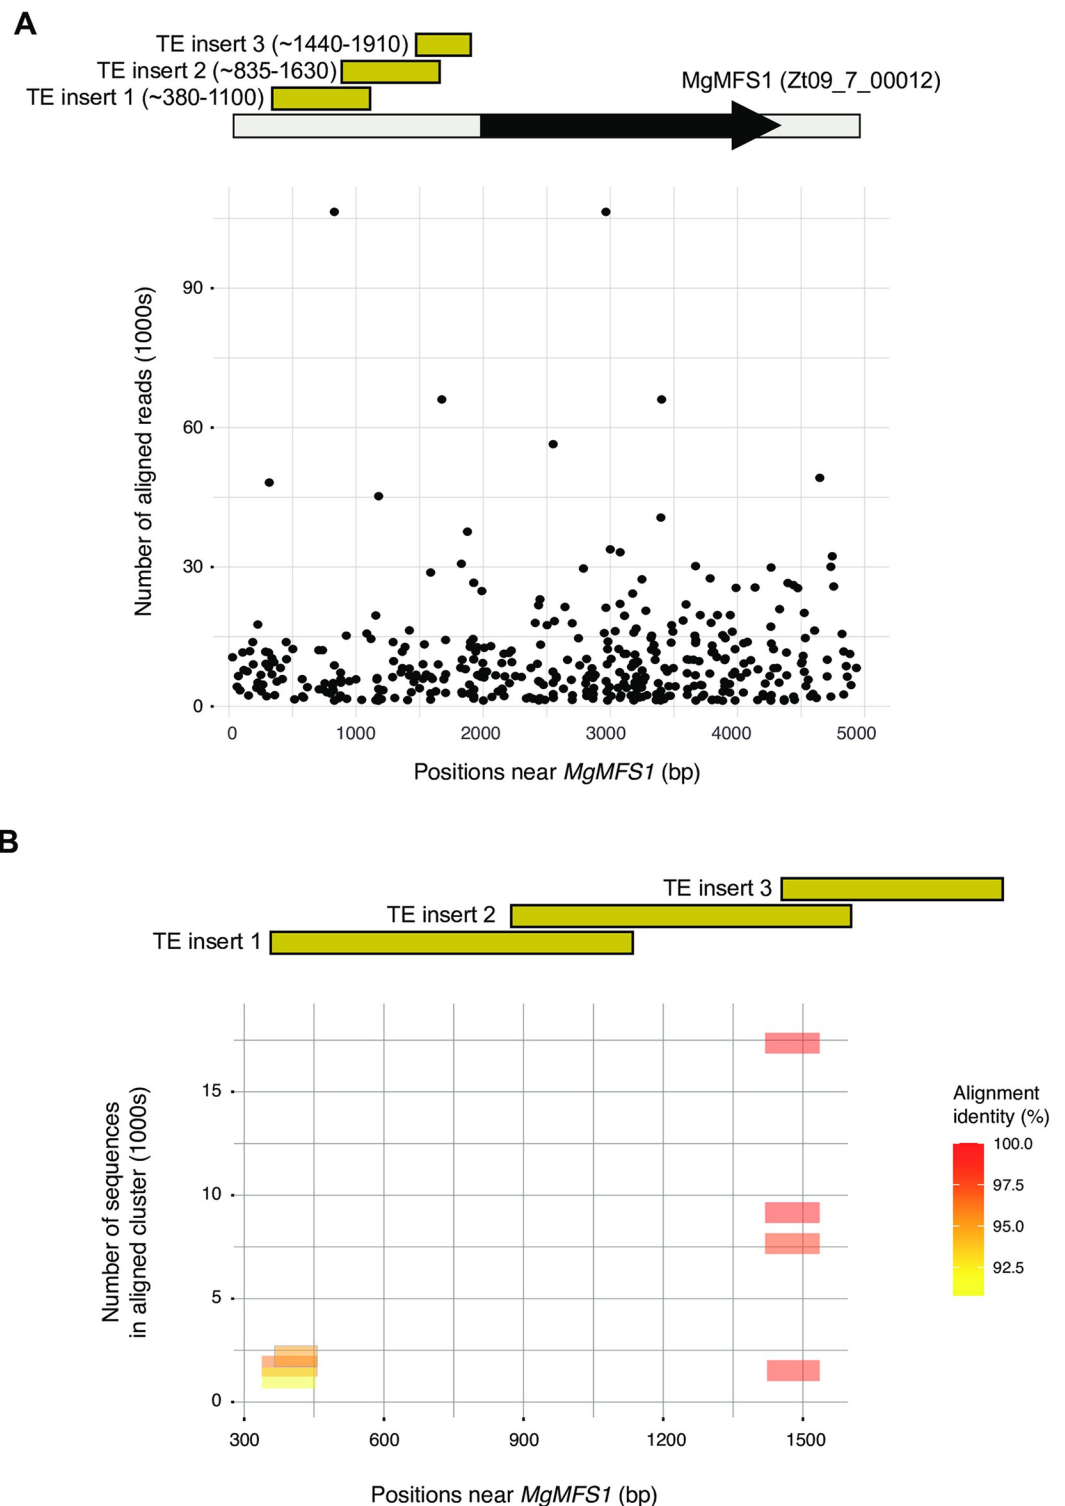 A
TE insert 3 (~1440-1910)
TE insert 2 (~835-1630)
TE insert 1 (~380-1100)
MgMFS1 (Zt09_7_00012)
Number of aligned reads (1000s)
90
60
30
0
0 1000 2000 3000 4000 5000
Positions near MgMFS1 (bp)
B
TE insert 3
TE insert 2
TE insert 1
Number of sequences
in aligned cluster (1000s)
15
10
5
0
300 600 900 1200 1500
Positions near MgMFS1 (bp)
Alignment
identity (%)
100.0
97.5
95.0
92.5